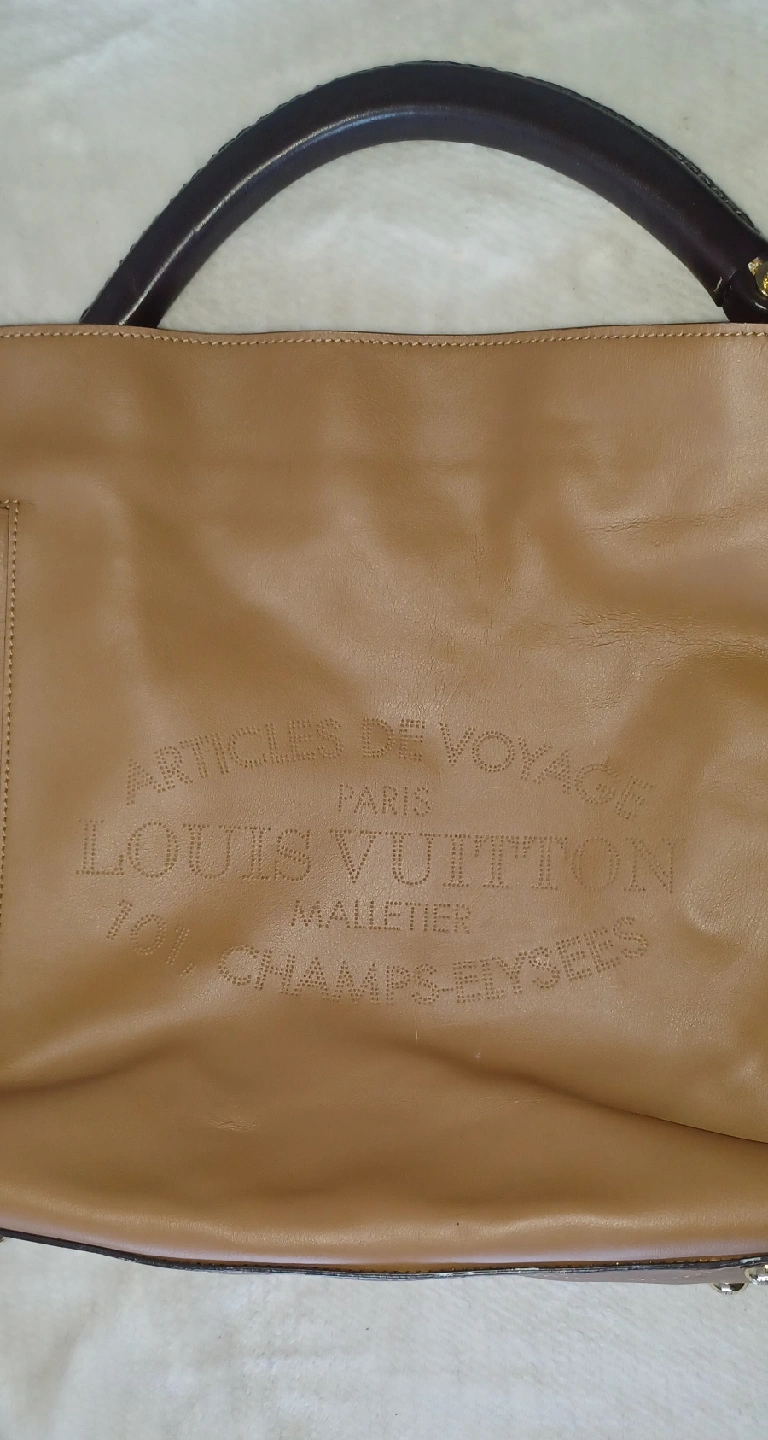 ARTICLES DE VOYAGE
PARIS
LOUIS VUITTON
MALLETIER
101, CHAMPS-ELYSEES